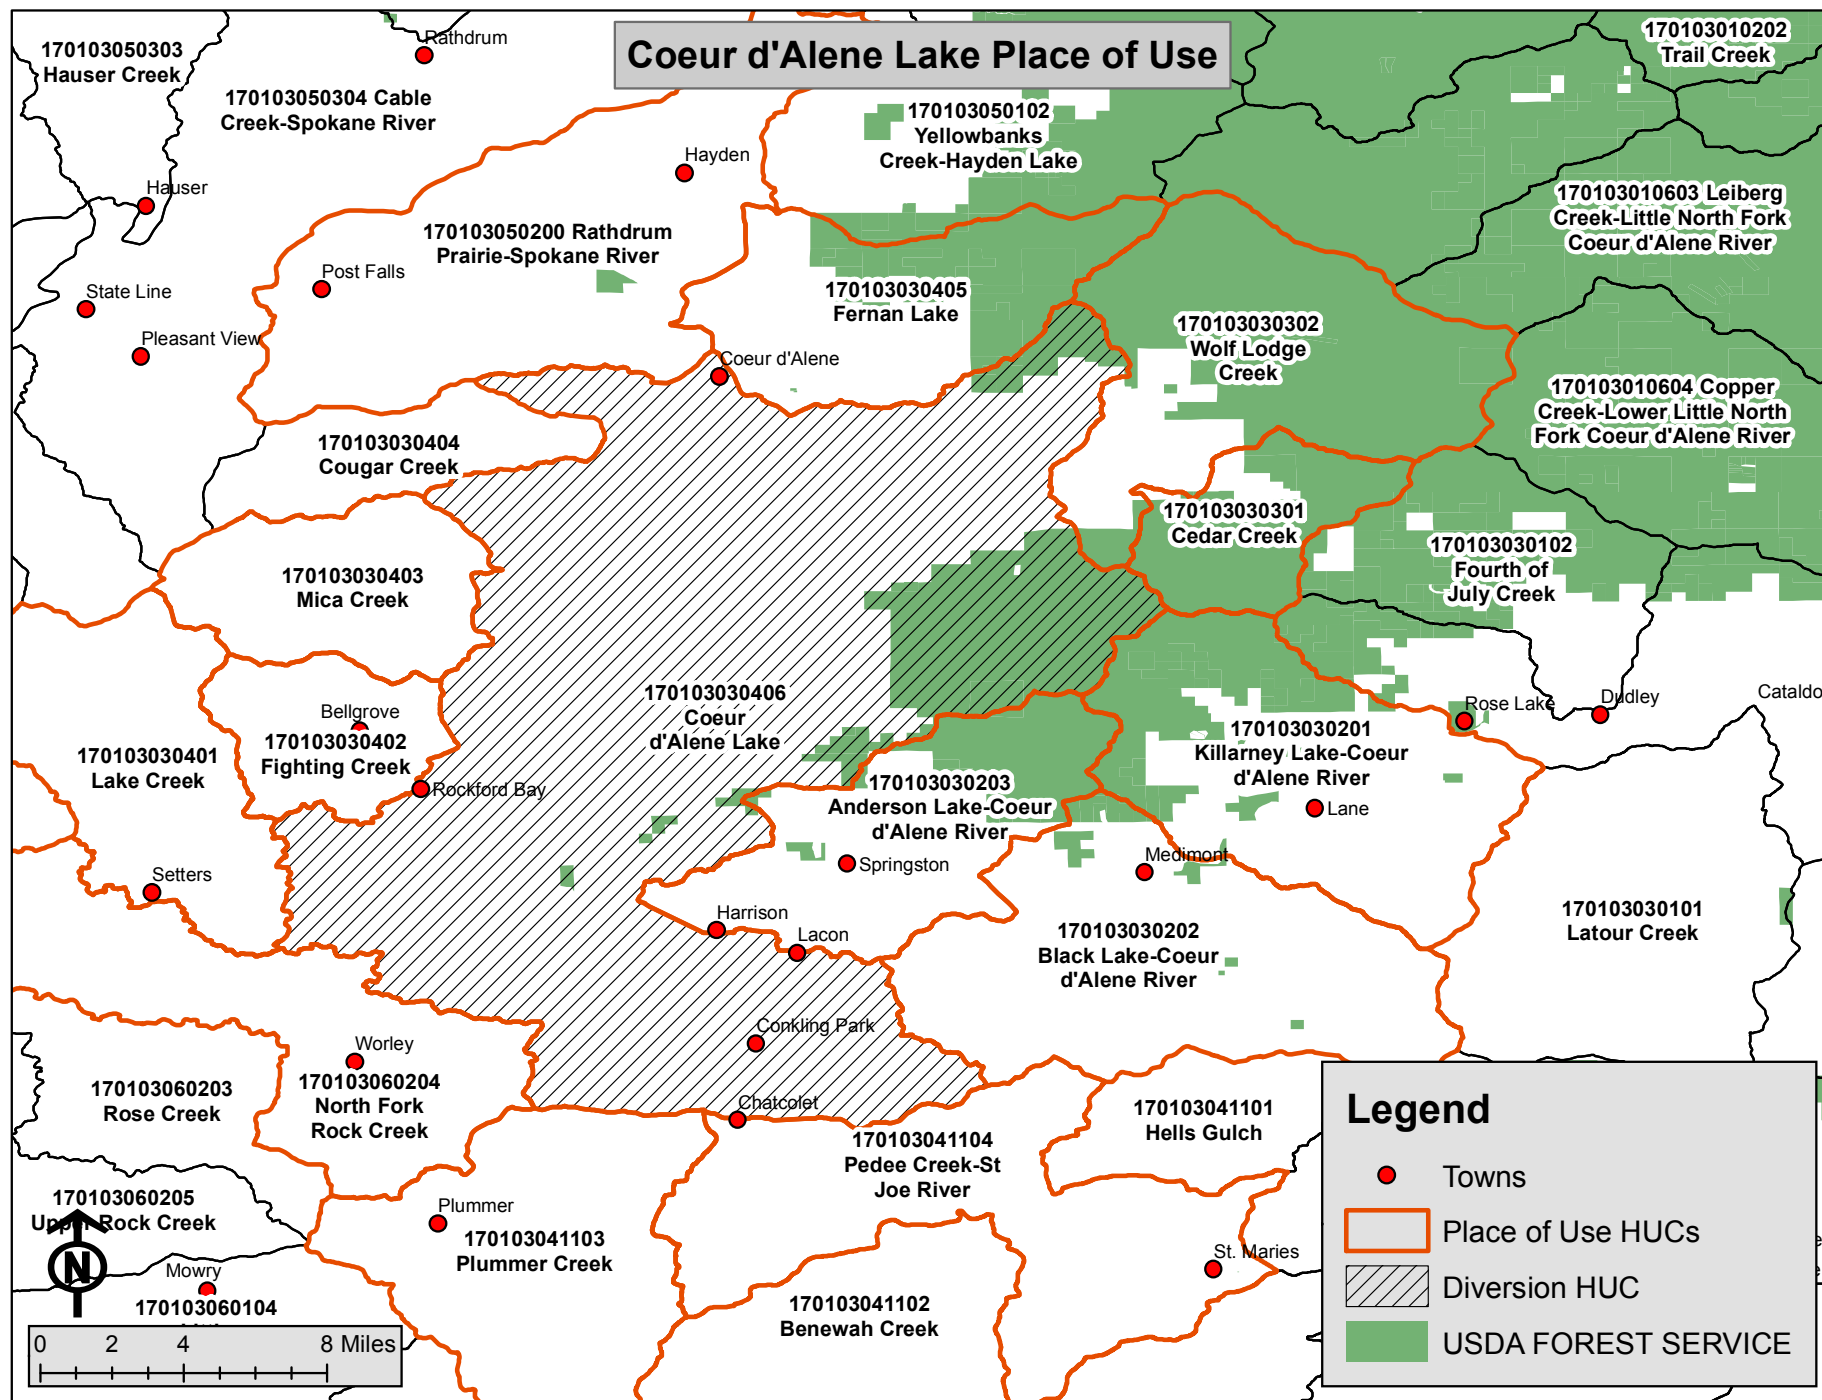 Coeur d'Alene Lake Place of Use
170103050303
Hauser Creek
Rathdrum
170103050304 Cable
Creek-Spokane River
170103050102
Yellowbanks
Creek-Hayden Lake
170103010202
Trail Creek
Hayden
Hauser
170103050200 Rathdrum
Prairie-Spokane River
170103010603 Leiberg
Creek-Little North Fork
Coeur d'Alene River
Post Falls
State Line
Pleasant View
170103030405
Fernan Lake
170103030302
Wolf Lodge
Creek
Coeur d'Alene
170103010604 Copper
Creek-Lower Little North
Fork Coeur d'Alene River
170103030404
Cougar Creek
170103030301
Cedar Creek
170103030102
Fourth of
July Creek
170103030403
Mica Creek
170103030406
Coeur
d'Alene Lake
Bellgrove
170103030402
Fighting Creek
170103030401
Lake Creek
Rockford Bay
Rose Lake
Dudley
Cataldo
170103030201
Killarney Lake-Coeur
d'Alene River
Lane
170103030203
Anderson Lake-Coeur
d'Alene River
Springston
Medimont
Setters
Harrison
Lacon
170103030202
Black Lake-Coeur
d'Alene River
170103030101
Latour Creek
Conkling Park
Worley
170103060203
Rose Creek
170103060204
North Fork
Rock Creek
Chatcolet
170103041104
Pedee Creek-St
Joe River
170103041101
Hells Gulch
170103060205
Upper Rock Creek
Plummer
170103041103
Plummer Creek
St. Maries
Mowry
170103060104
170103041102
Benewah Creek
N
0 2 4 8 Miles
Legend
Towns
Place of Use HUCs
Diversion HUC
USDA FOREST SERVICE